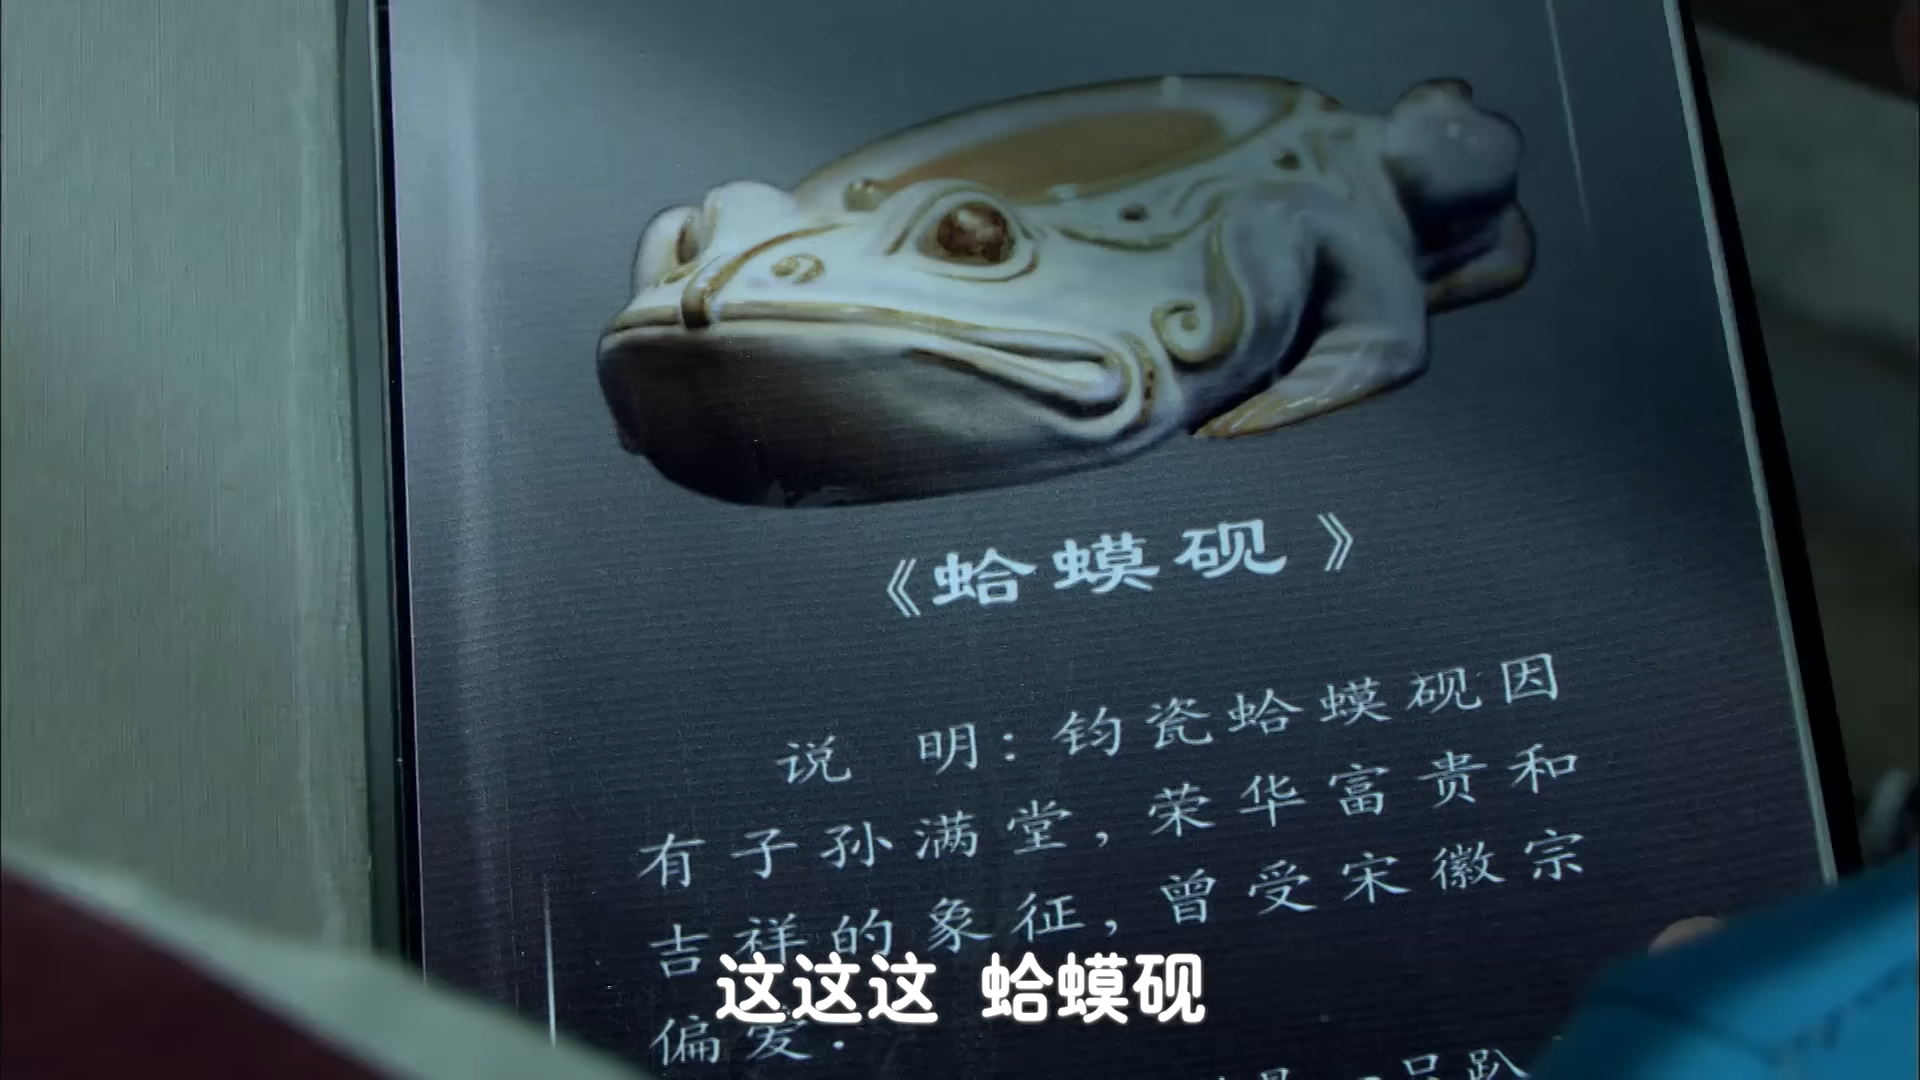 《蛤蟆砚》
说 明：钧瓷蛤蟆砚因
有子孙满堂，荣华富贵和
吉祥的象征，曾受宋徽宗
偏爱.
这这这 蛤蟆砚